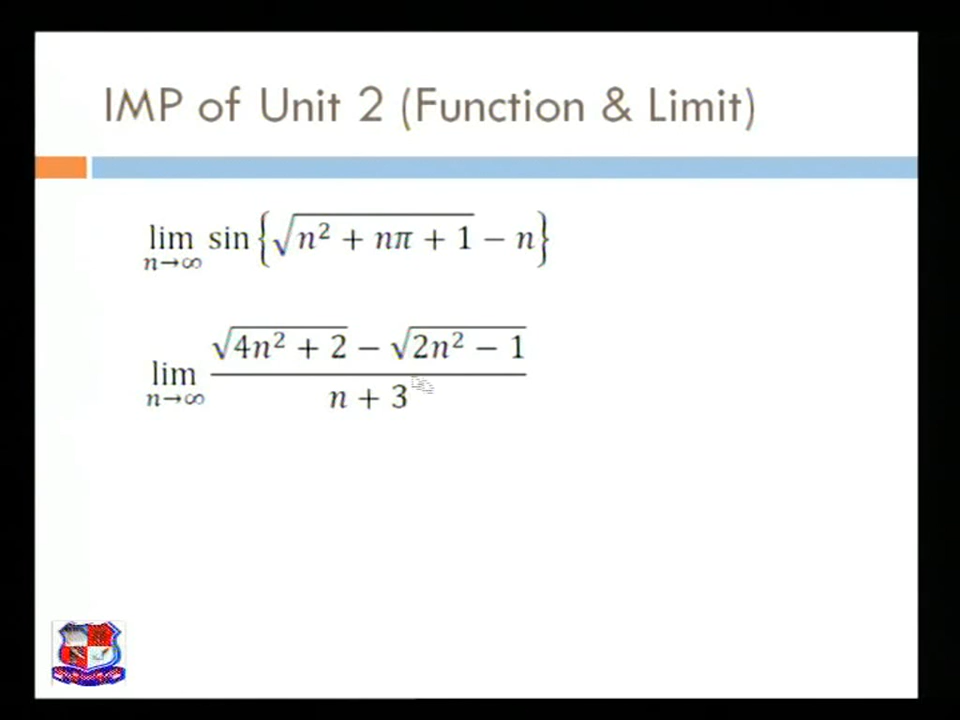 IMP of Unit 2 (Function & Limit)
lim n→∞ sin{√(n² + nπ + 1) − n}
lim n→∞ (√(4n² + 2) − √(2n² − 1)) / (n + 3)